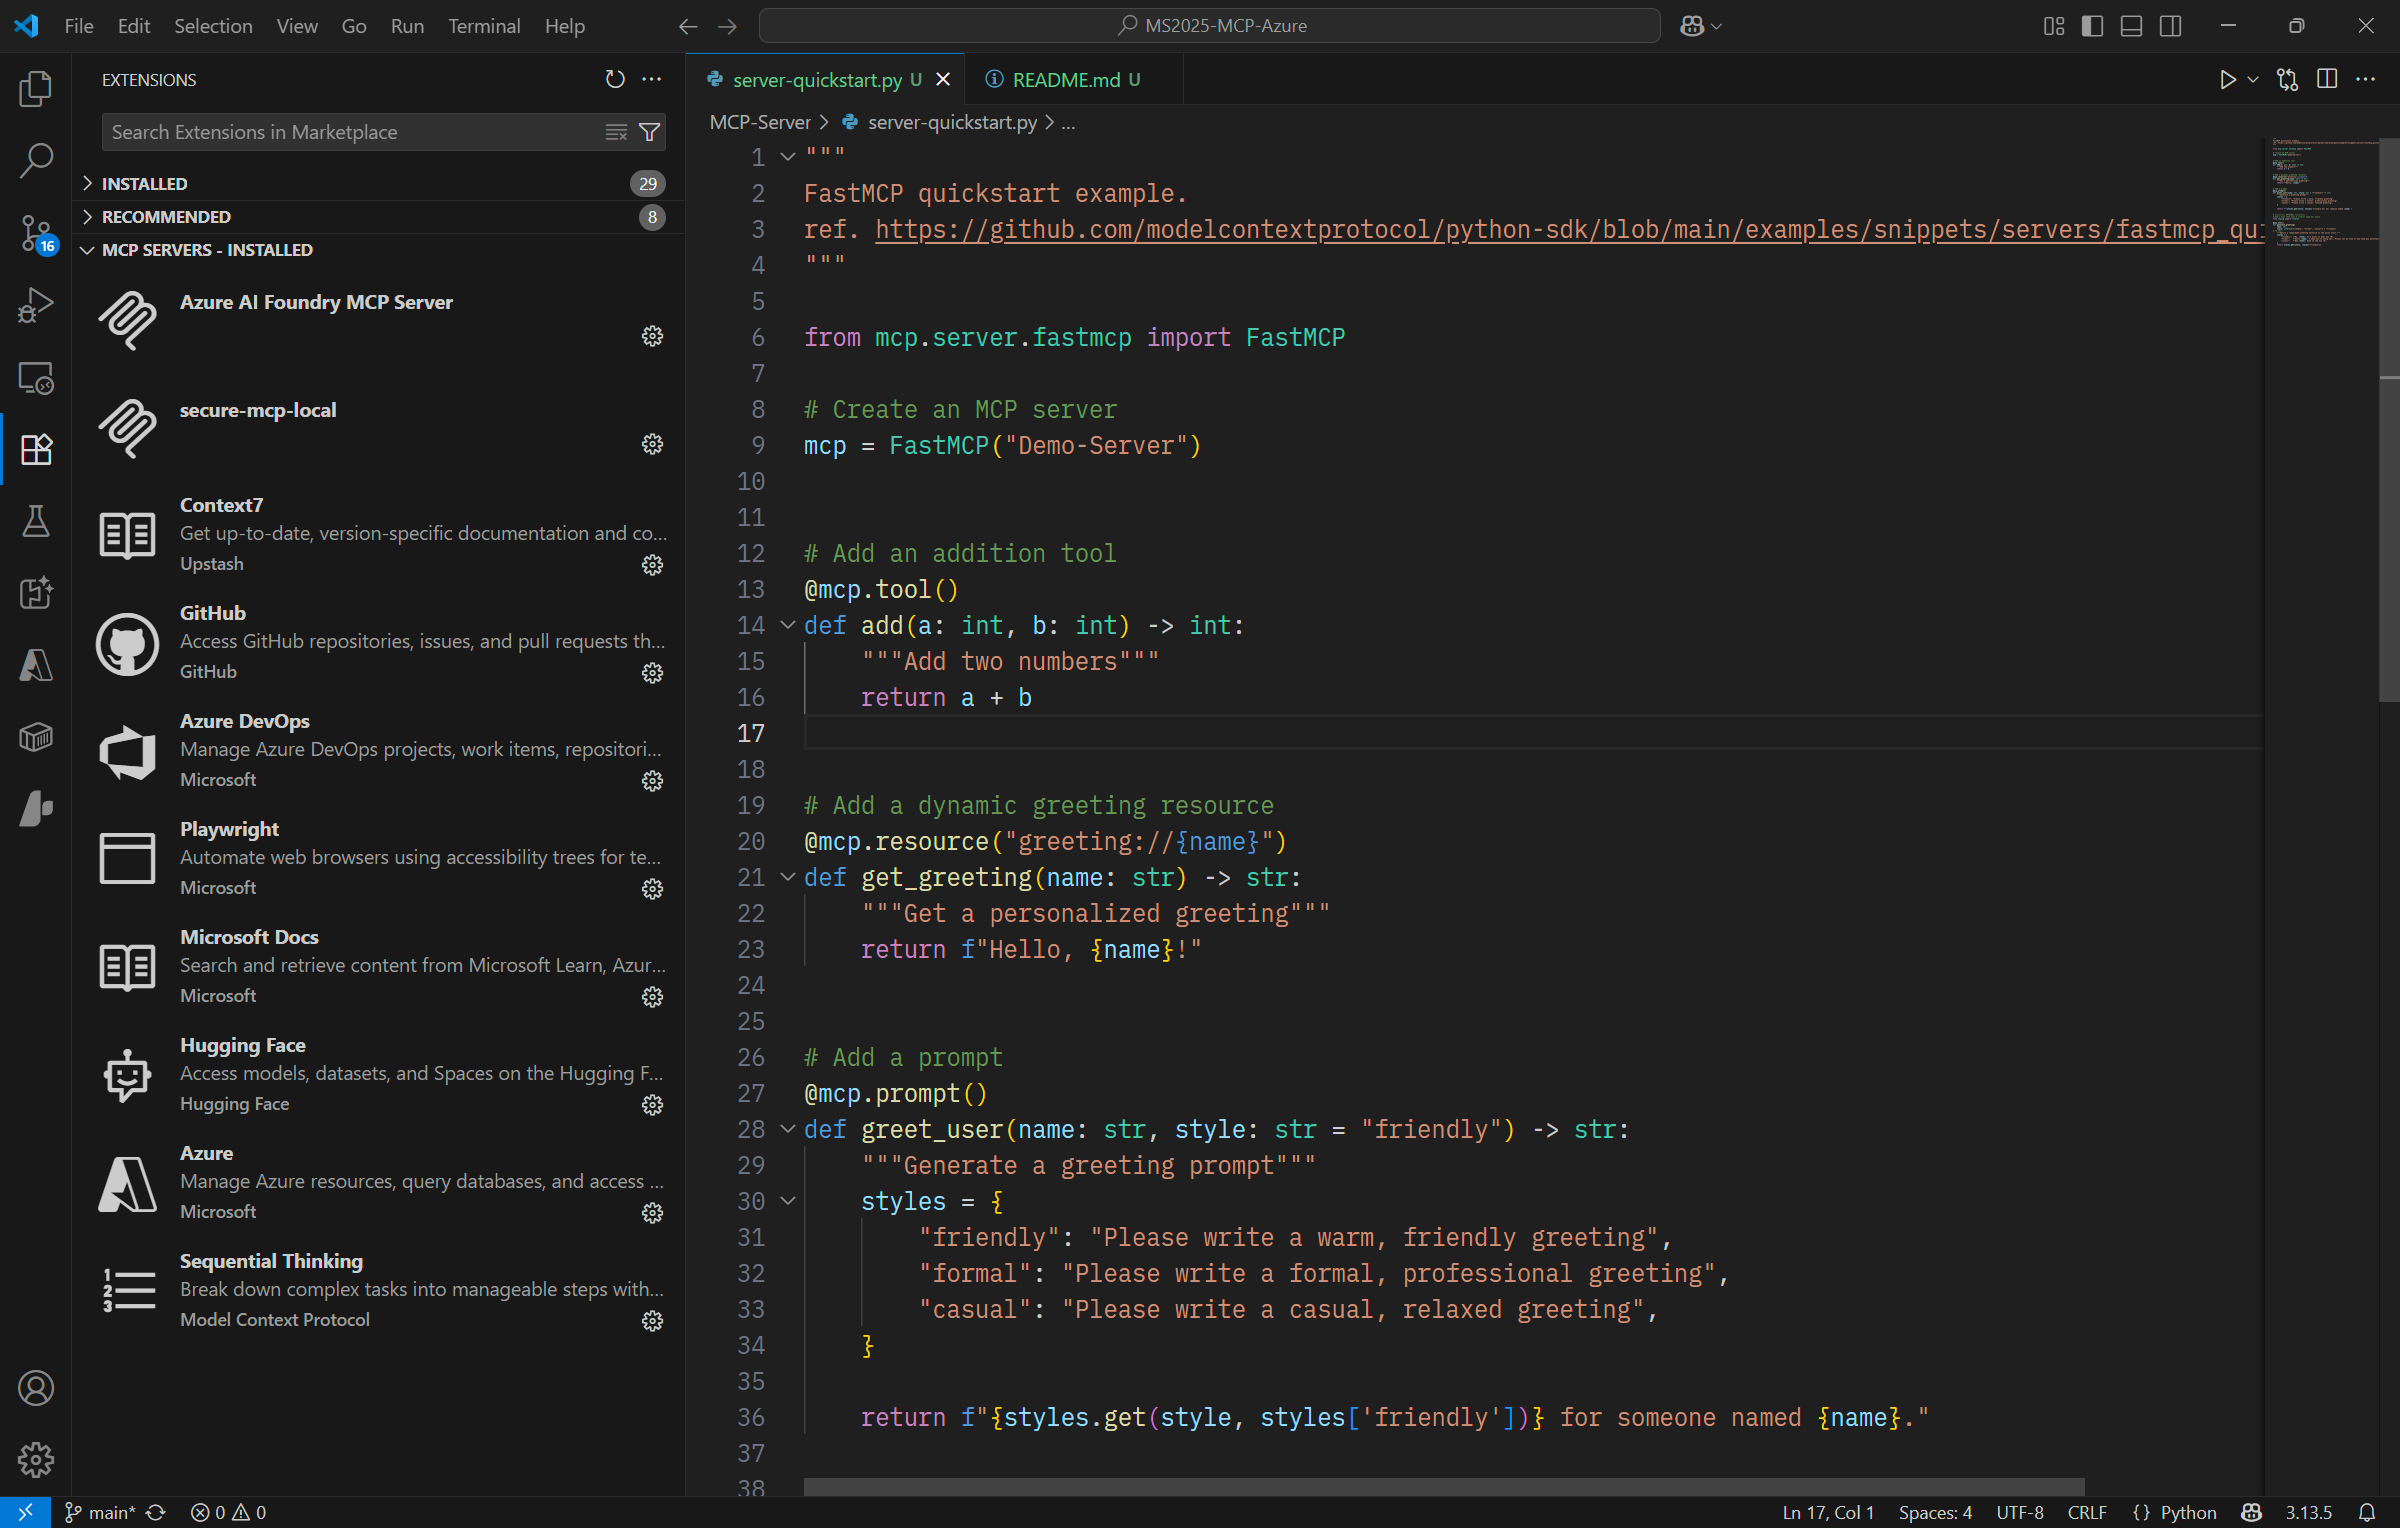 File Edit Selection View Go Run Terminal Help
MS2025-MCP-Azure
EXTENSIONS
Search Extensions in Marketplace
INSTALLED 29
RECOMMENDED 8
MCP SERVERS - INSTALLED
16
Azure AI Foundry MCP Server
secure-mcp-local
Context7
Get up-to-date, version-specific documentation and co...
Upstash
GitHub
Access GitHub repositories, issues, and pull requests th...
GitHub
Azure DevOps
Manage Azure DevOps projects, work items, repositori...
Microsoft
Playwright
Automate web browsers using accessibility trees for te...
Microsoft
Microsoft Docs
Search and retrieve content from Microsoft Learn, Azur...
Microsoft
Hugging Face
Access models, datasets, and Spaces on the Hugging F...
Hugging Face
Azure
Manage Azure resources, query databases, and access ...
Microsoft
Sequential Thinking
Break down complex tasks into manageable steps with...
Model Context Protocol
server-quickstart.py U README.md U
MCP-Server > server-quickstart.py > ...
1 """
2 FastMCP quickstart example.
3 ref. https://github.com/modelcontextprotocol/python-sdk/blob/main/examples/snippets/servers/fastmcp_qui
4 """
5
6 from mcp.server.fastmcp import FastMCP
7
8 # Create an MCP server
9 mcp = FastMCP("Demo-Server")
10
11
12 # Add an addition tool
13 @mcp.tool()
14 def add(a: int, b: int) -> int:
15     """Add two numbers"""
16     return a + b
17
18
19 # Add a dynamic greeting resource
20 @mcp.resource("greeting://{name}")
21 def get_greeting(name: str) -> str:
22     """Get a personalized greeting"""
23     return f"Hello, {name}!"
24
25
26 # Add a prompt
27 @mcp.prompt()
28 def greet_user(name: str, style: str = "friendly") -> str:
29     """Generate a greeting prompt"""
30     styles = {
31         "friendly": "Please write a warm, friendly greeting",
32         "formal": "Please write a formal, professional greeting",
33         "casual": "Please write a casual, relaxed greeting",
34     }
35
36     return f"{styles.get(style, styles['friendly'])} for someone named {name}."
37
38
main* 0 0
Ln 17, Col 1 Spaces: 4 UTF-8 CRLF {} Python 3.13.5